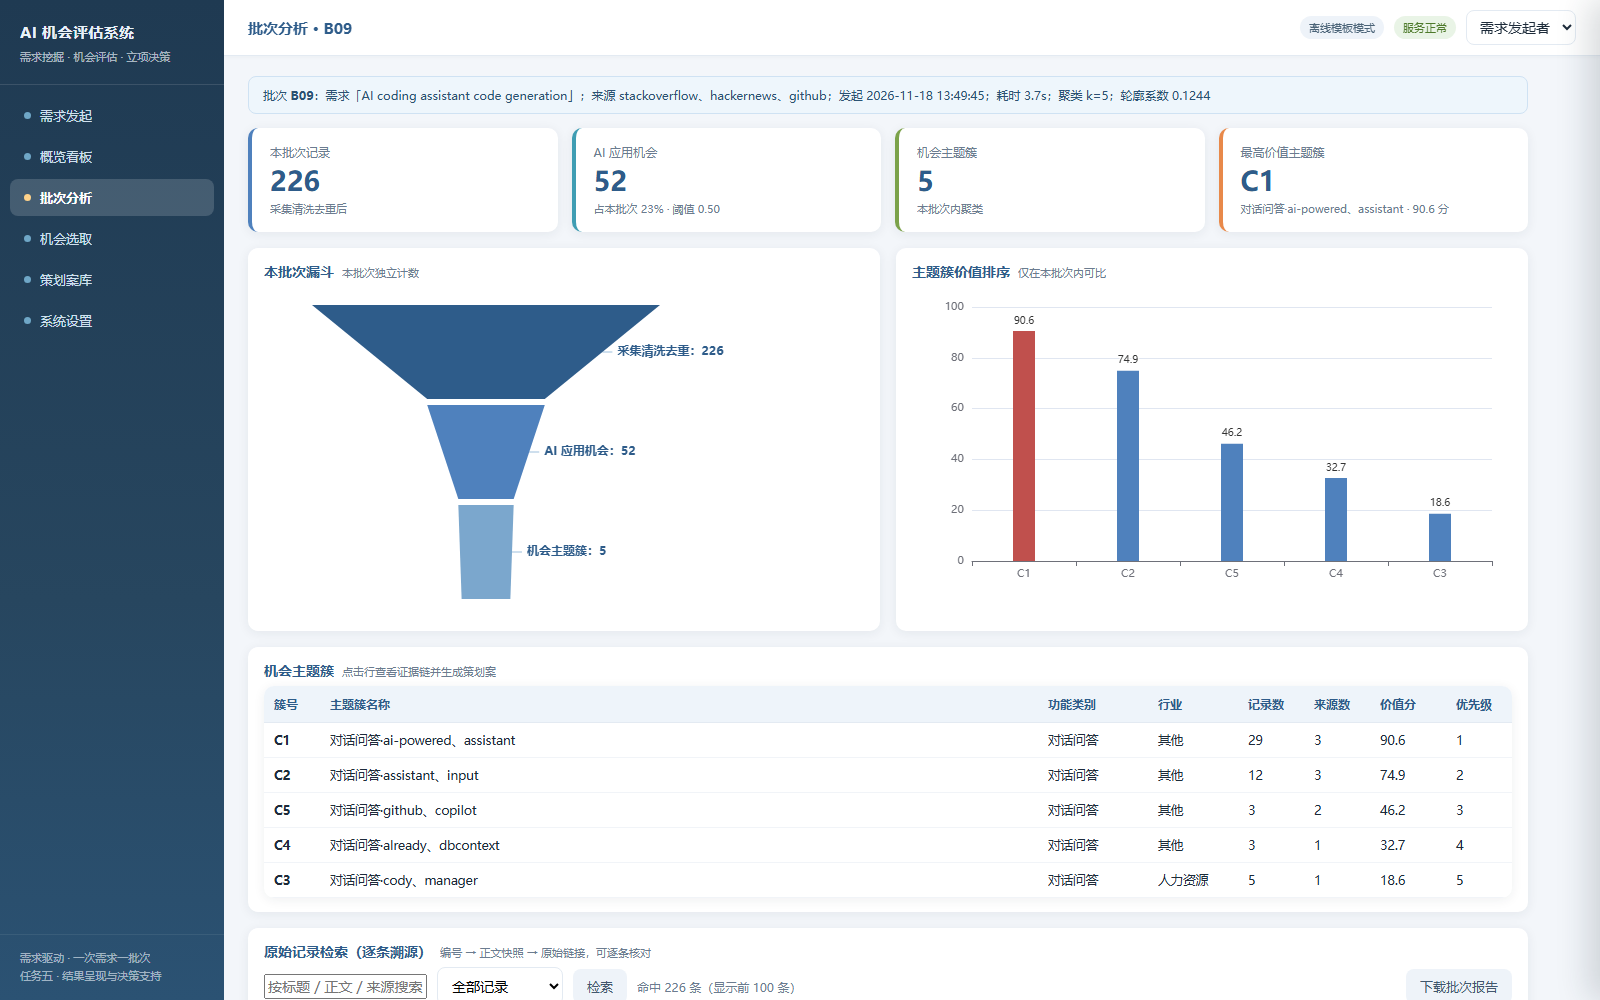 AI 机会评估系统
需求挖掘 · 机会评估 · 立项决策
需求发起
概览看板
批次分析
机会选取
策划案库
系统设置
需求驱动 · 一次需求一批次
任务五 · 结果呈现与决策支持
批次分析 • B09
离线模板模式
服务正常
需求发起者
批次 B09：需求「AI coding assistant code generation」；来源 stackoverflow、hackernews、github；发起 2026-11-18 13:49:45；耗时 3.7s；聚类 k=5；轮廓系数 0.1244
本批次记录
226
采集清洗去重后
AI 应用机会
52
占本批次 23% · 阈值 0.50
机会主题簇
5
本批次内聚类
最高价值主题簇
C1
对话问答·ai-powered、assistant · 90.6 分
本批次漏斗 本批次独立计数
采集清洗去重：226
AI 应用机会：52
机会主题簇：5
主题簇价值排序 仅在本批次内可比
100
80
60
40
20
0
90.6
74.9
46.2
32.7
18.6
C1 C2 C5 C4 C3
机会主题簇 点击行查看证据链并生成策划案
簇号 主题簇名称 功能类别 行业 记录数 来源数 价值分 优先级
C1 对话问答·ai-powered、assistant 对话问答 其他 29 3 90.6 1
C2 对话问答·assistant、input 对话问答 其他 12 3 74.9 2
C5 对话问答·github、copilot 对话问答 其他 3 2 46.2 3
C4 对话问答·already、dbcontext 对话问答 其他 3 1 32.7 4
C3 对话问答·cody、manager 对话问答 人力资源 5 1 18.6 5
原始记录检索（逐条溯源） 编号 → 正文快照 → 原始链接，可逐条核对
按标题 / 正文 / 来源搜索 全部记录 检索 命中 226 条（显示前 100 条） 下载批次报告